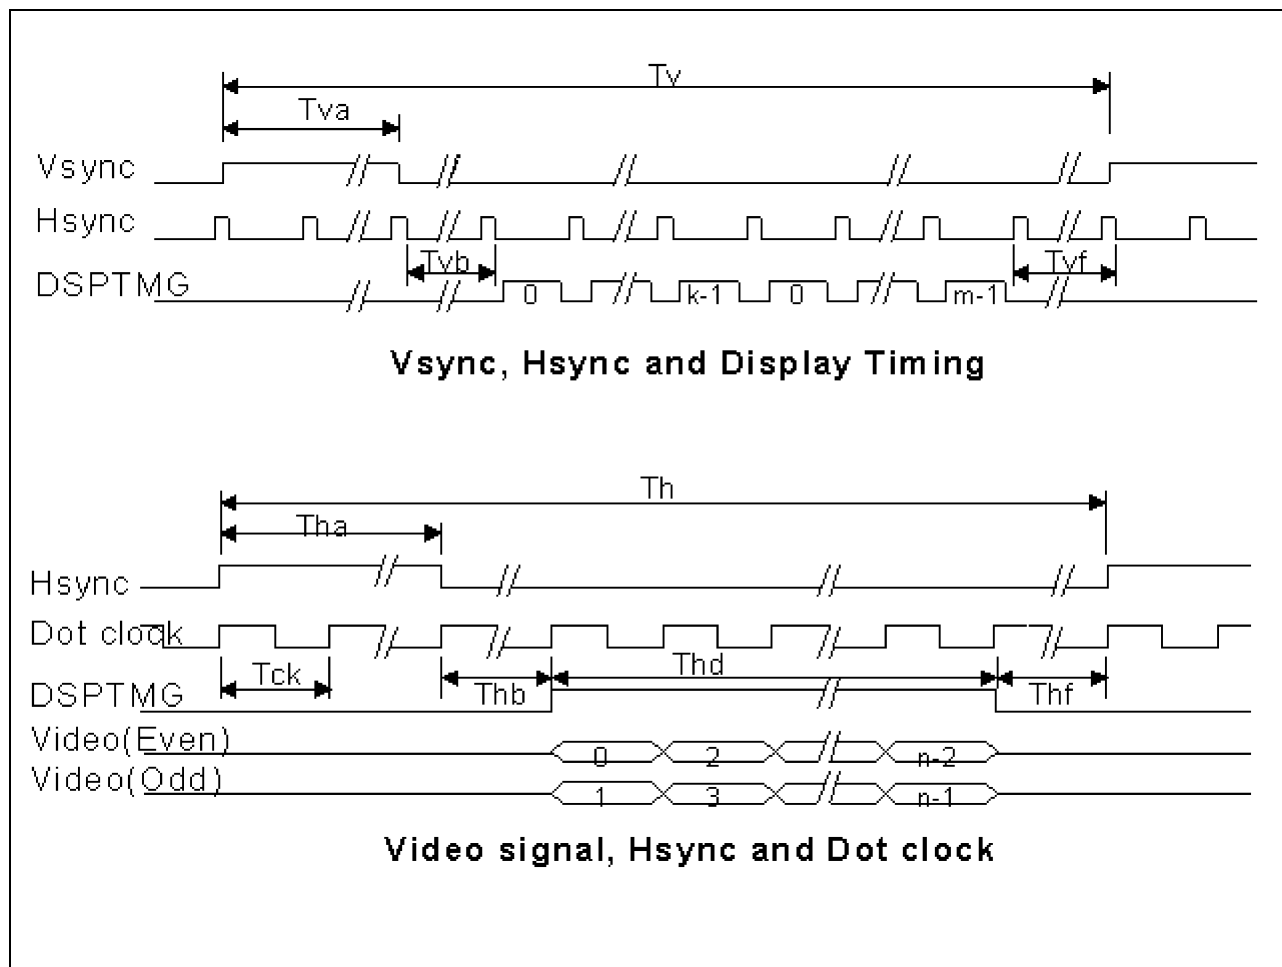 Tv
Tva
Vsync
Hsync
Tvb
Tvf
DSPTMG
0 k-1 0 m-1
Vsync, Hsync and Display Timing
Th
Tha
Hsync
Dot clock
Tck
Thb
Thd
Thf
DSPTMG
Video(Even)
0 2 n-2
Video(Odd)
1 3 n-1
Video signal, Hsync and Dot clock